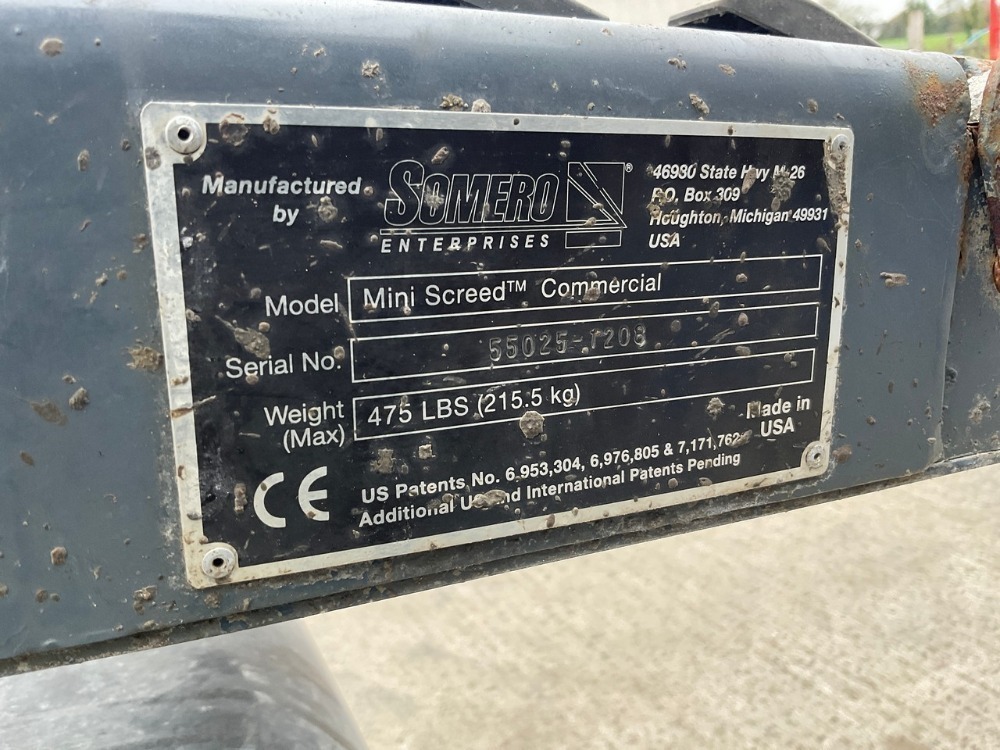 Manufactured by
SOMERO ®
ENTERPRISES
46980 State Hwy M-26
P.O. Box 309
Houghton, Michigan 49931
USA
Model Mini Screed™ Commercial
Serial No. 55025-1208
Weight (Max) 475 LBS (215.5 kg)
Made in
USA
CE
US Patents No. 6,953,304, 6,976,805 & 7,171,762
Additional US and International Patents Pending